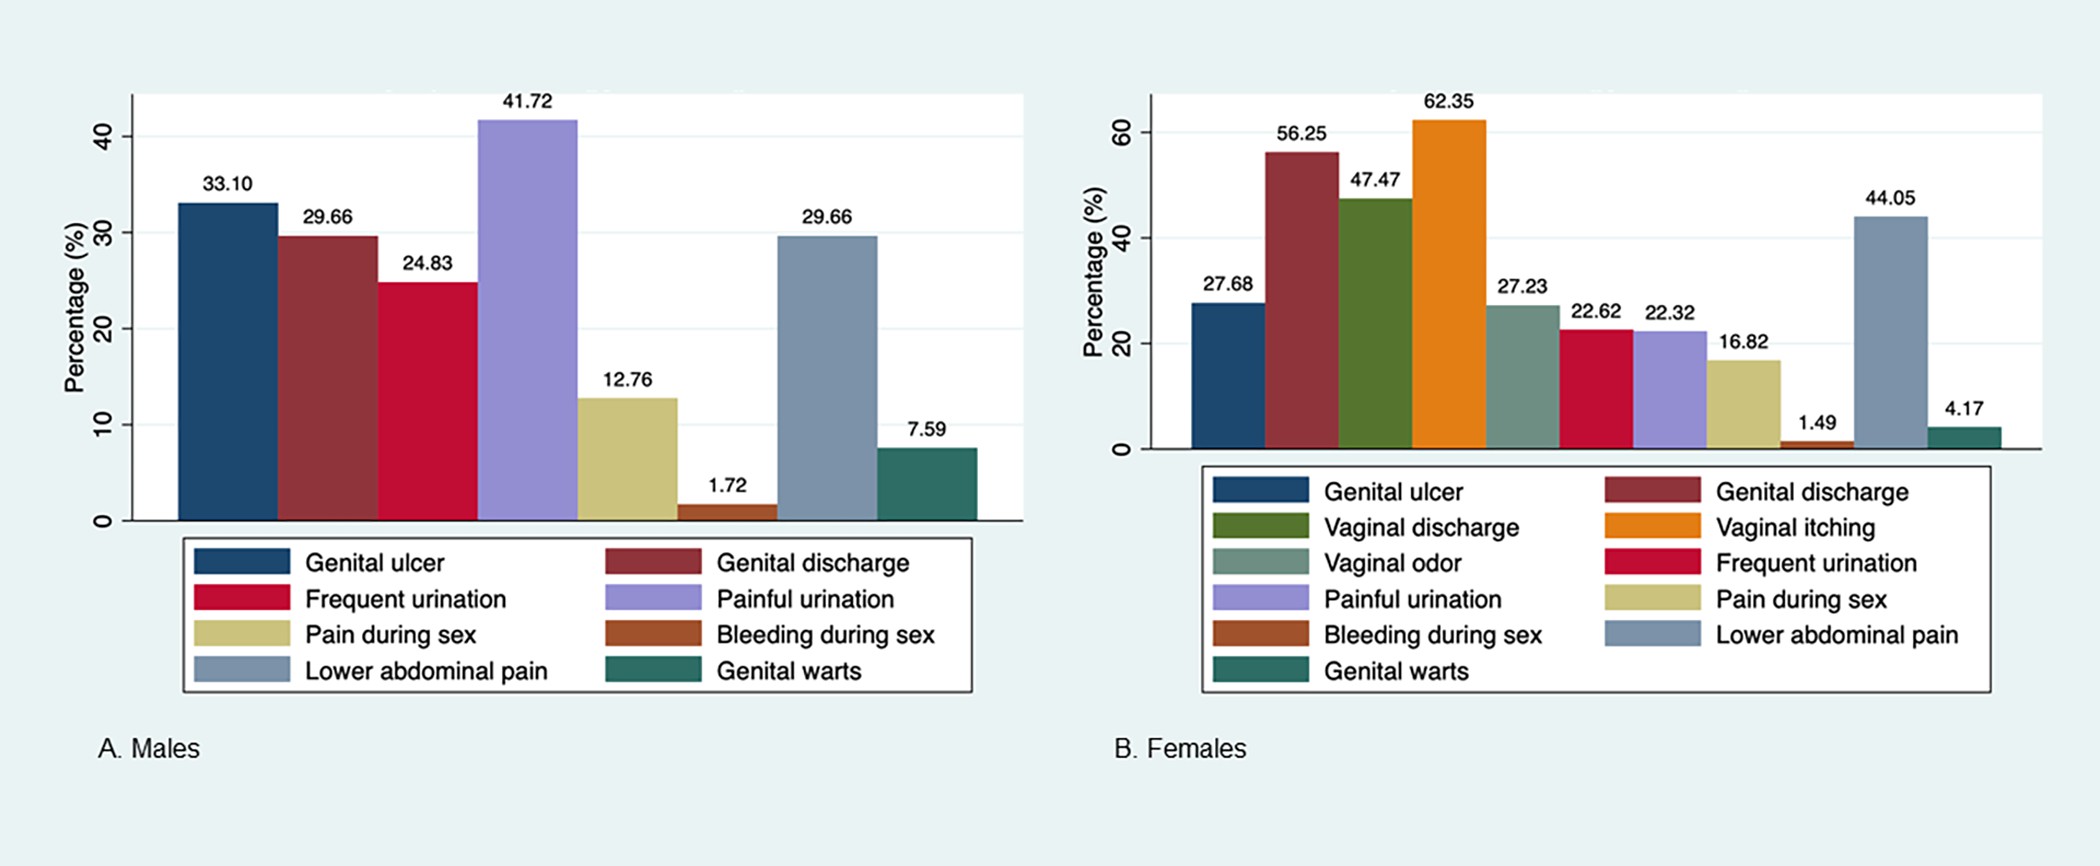 Percentage (%)
40
30
20
10
0
33.10
29.66
24.83
41.72
12.76
1.72
29.66
7.59
Genital ulcer
Genital discharge
Frequent urination
Painful urination
Pain during sex
Bleeding during sex
Lower abdominal pain
Genital warts
A. Males
Percentage (%)
60
40
20
0
27.68
56.25
47.47
62.35
27.23
22.62
22.32
16.82
1.49
44.05
4.17
Genital ulcer
Genital discharge
Vaginal discharge
Vaginal itching
Vaginal odor
Frequent urination
Painful urination
Pain during sex
Bleeding during sex
Lower abdominal pain
Genital warts
B. Females